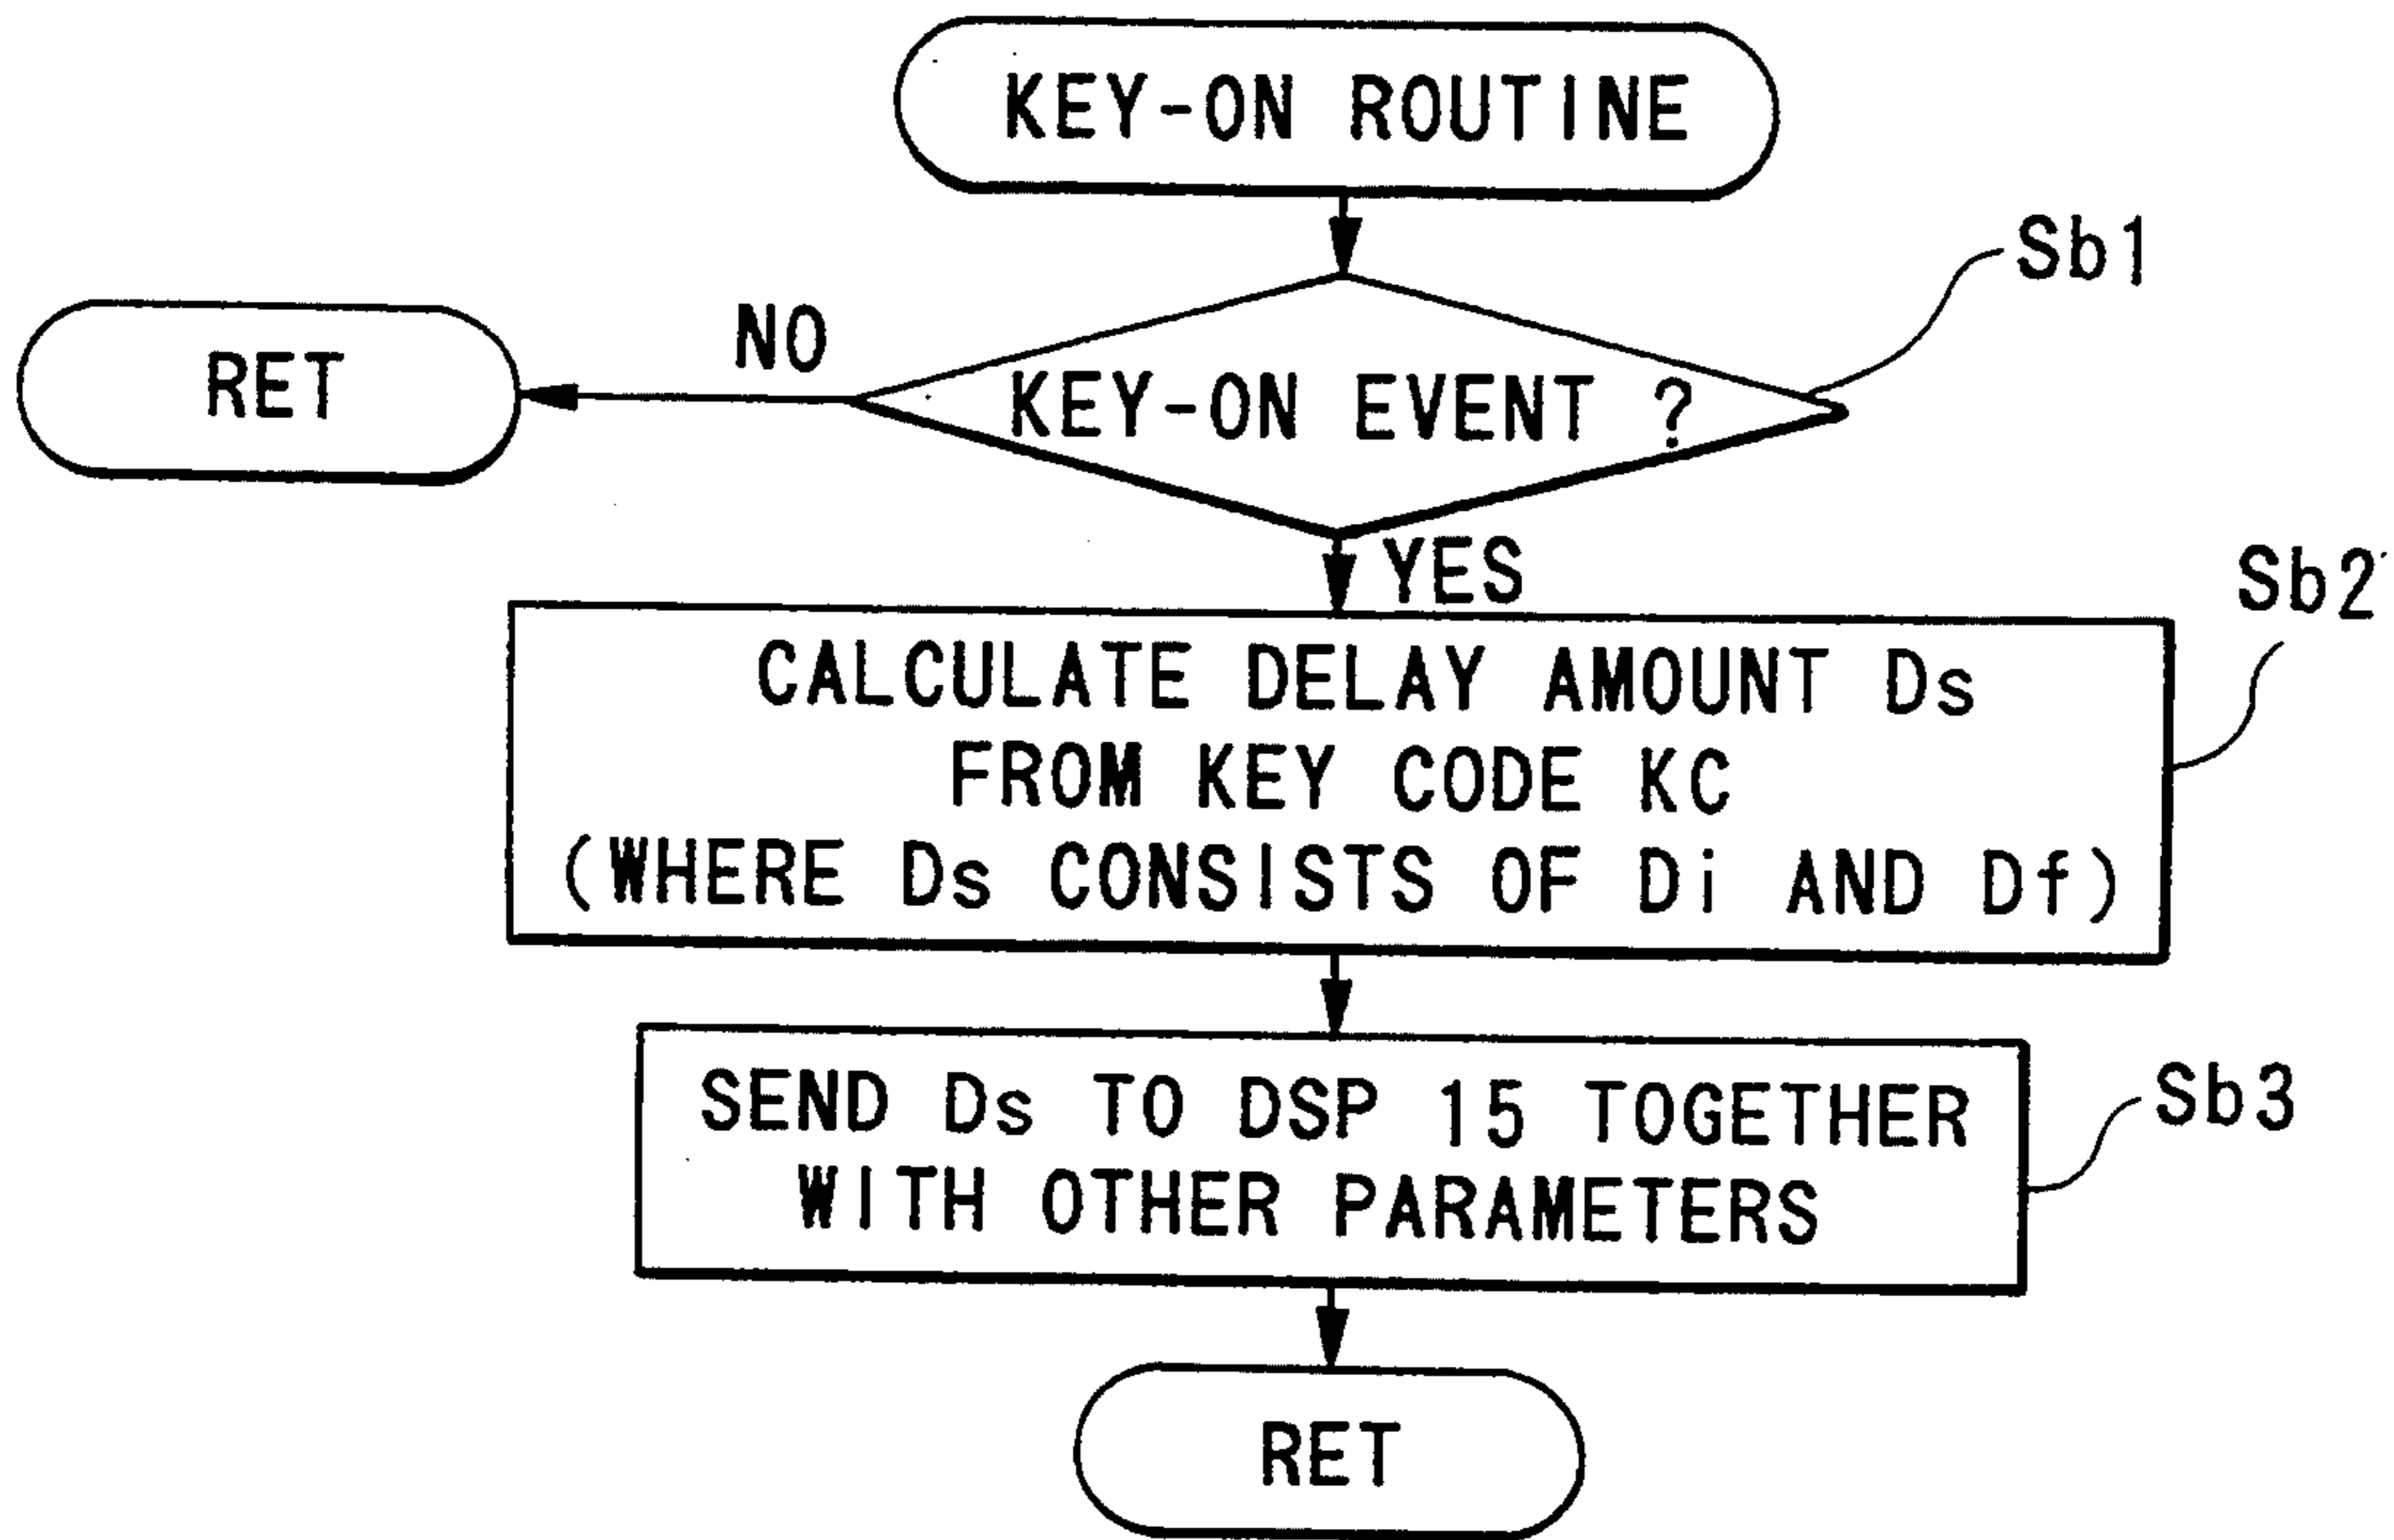 KEY-ON ROUTINE
Sb1
NO
RET
KEY-ON EVENT ?
YES
Sb2
CALCULATE DELAY AMOUNT Ds
FROM KEY CODE KC
(WHERE Ds CONSISTS OF Di AND Df)
SEND Ds TO DSP 15 TOGETHER
WITH OTHER PARAMETERS
Sb3
RET